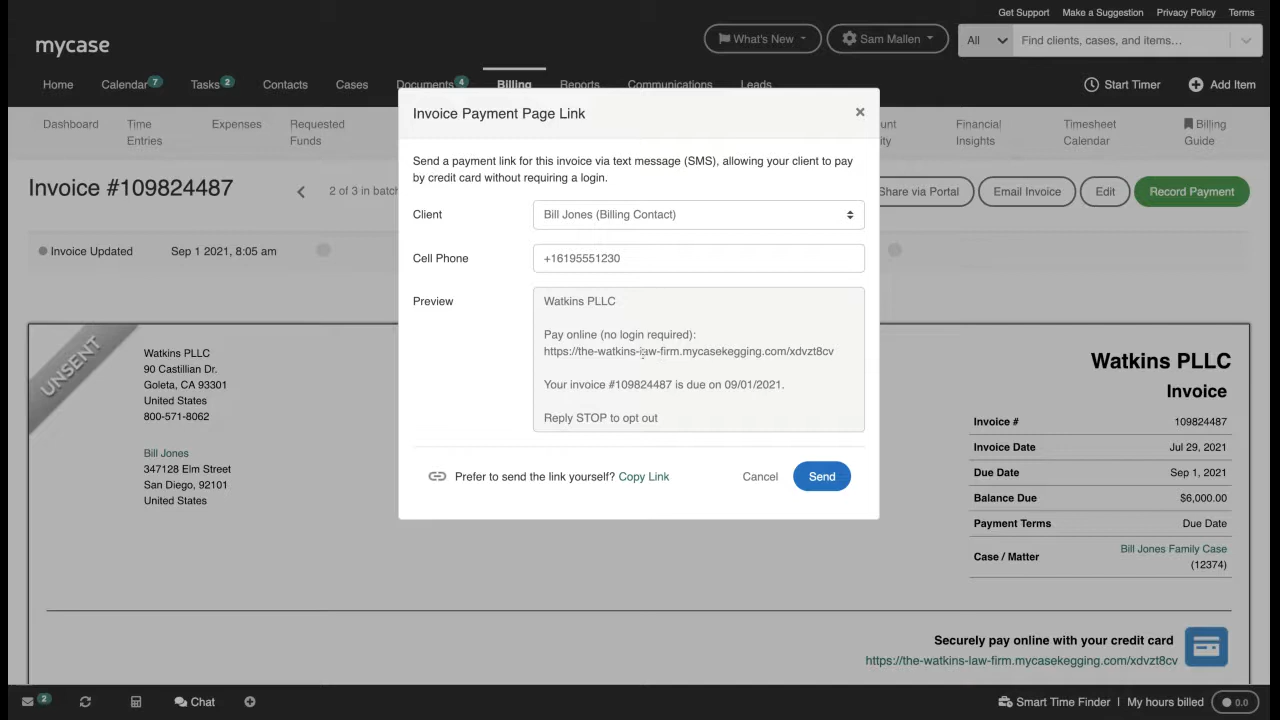 Get Support Make a Suggestion Privacy Policy Terms
mycase
What's New
Sam Mallen
All
Find clients, cases, and items...
Home Calendar 7 Tasks 2 Contacts Cases Documents 4 Billing Reports Communications Leads
Start Timer Add Item
Dashboard
Time
Entries
Expenses
Requested
Funds
Financial
Insights
Timesheet
Calendar
Billing
Guide
Invoice #109824487
2 of 3 in batch
Share via Portal Email Invoice Edit Record Payment
Invoice Updated Sep 1 2021, 8:05 am
Invoice Payment Page Link
Send a payment link for this invoice via text message (SMS), allowing your client to pay
by credit card without requiring a login.
Client Bill Jones (Billing Contact)
Cell Phone +16195551230
Preview
Watkins PLLC
Pay online (no login required):
https://the-watkins-law-firm.mycasekegging.com/xdvzt8cv
Your invoice #109824487 is due on 09/01/2021.
Reply STOP to opt out
Prefer to send the link yourself? Copy Link
Cancel Send
UNSENT
Watkins PLLC
90 Castillian Dr.
Goleta, CA 93301
United States
800-571-8062
Bill Jones
347128 Elm Street
San Diego, 92101
United States
Watkins PLLC
Invoice
Invoice # 109824487
Invoice Date Jul 29, 2021
Due Date Sep 1, 2021
Balance Due $6,000.00
Payment Terms Due Date
Case / Matter Bill Jones Family Case
(12374)
Securely pay online with your credit card
https://the-watkins-law-firm.mycasekegging.com/xdvzt8cv
2
Chat
Smart Time Finder | My hours billed 0.0